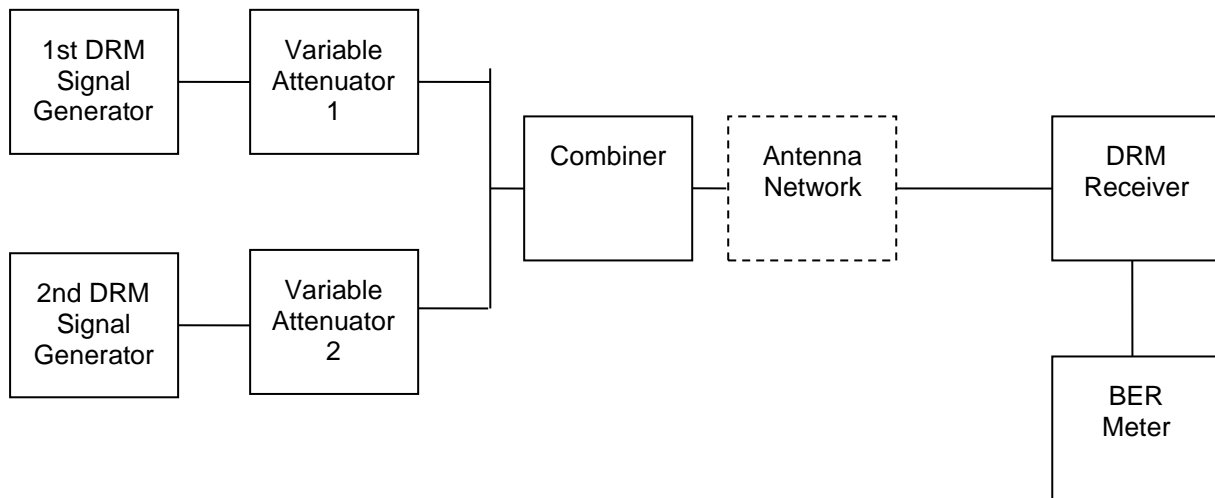 1st DRM
Signal
Generator
Variable
Attenuator
1
Combiner
Antenna
Network
DRM
Receiver
2nd DRM
Signal
Generator
Variable
Attenuator
2
BER
Meter